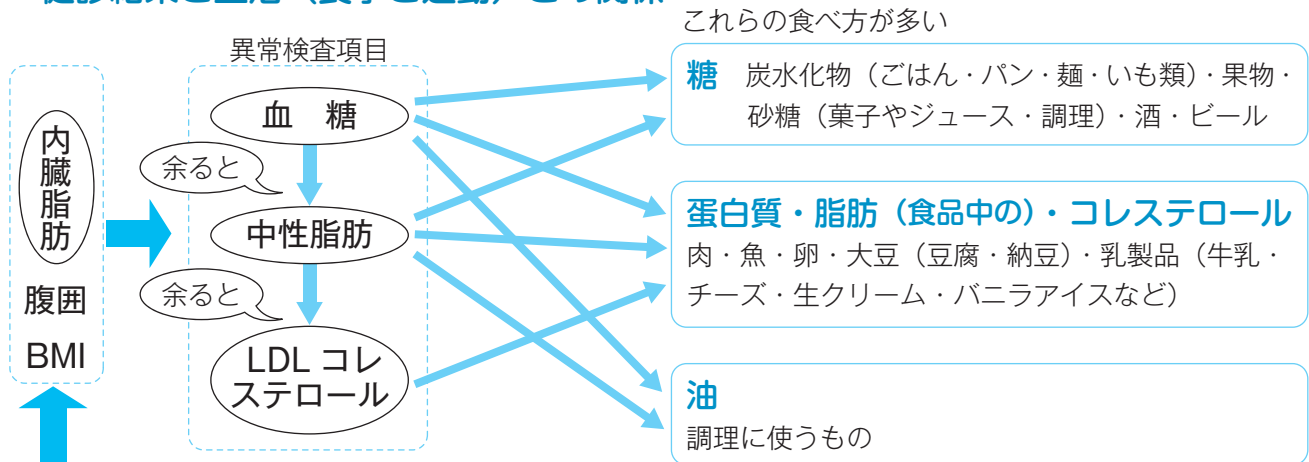 これらの食べ方が多い
異常検査項目
内臓脂肪
腹囲
BMI
血　糖
余ると
中性脂肪
余ると
LDL コレ
ステロール
糖　炭水化物（ごはん・パン・麺・いも類）・果物・
砂糖（菓子やジュース・調理）・酒・ビール
蛋白質・脂肪（食品中の）・コレステロール
肉・魚・卵・大豆（豆腐・納豆）・乳製品（牛乳・
チーズ・生クリーム・バニラアイスなど）
油
調理に使うもの